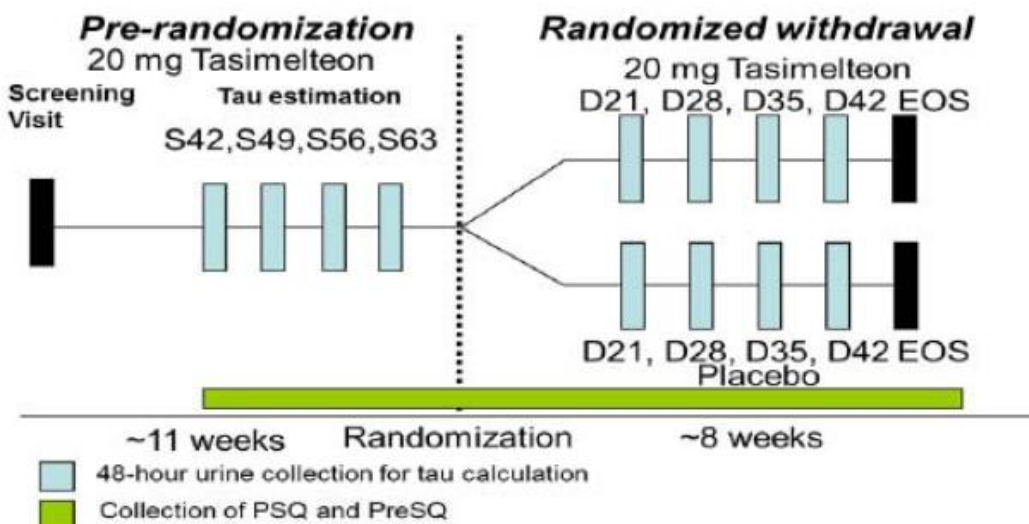 Pre-randomization
20 mg Tasimelteon
Screening
Visit
Tau estimation
S42,S49,S56,S63
Randomized withdrawal
20 mg Tasimelteon
D21, D28, D35, D42 EOS
D21, D28, D35, D42 EOS
Placebo
~11 weeks
Randomization
~8 weeks
48-hour urine collection for tau calculation
Collection of PSQ and PreSQ